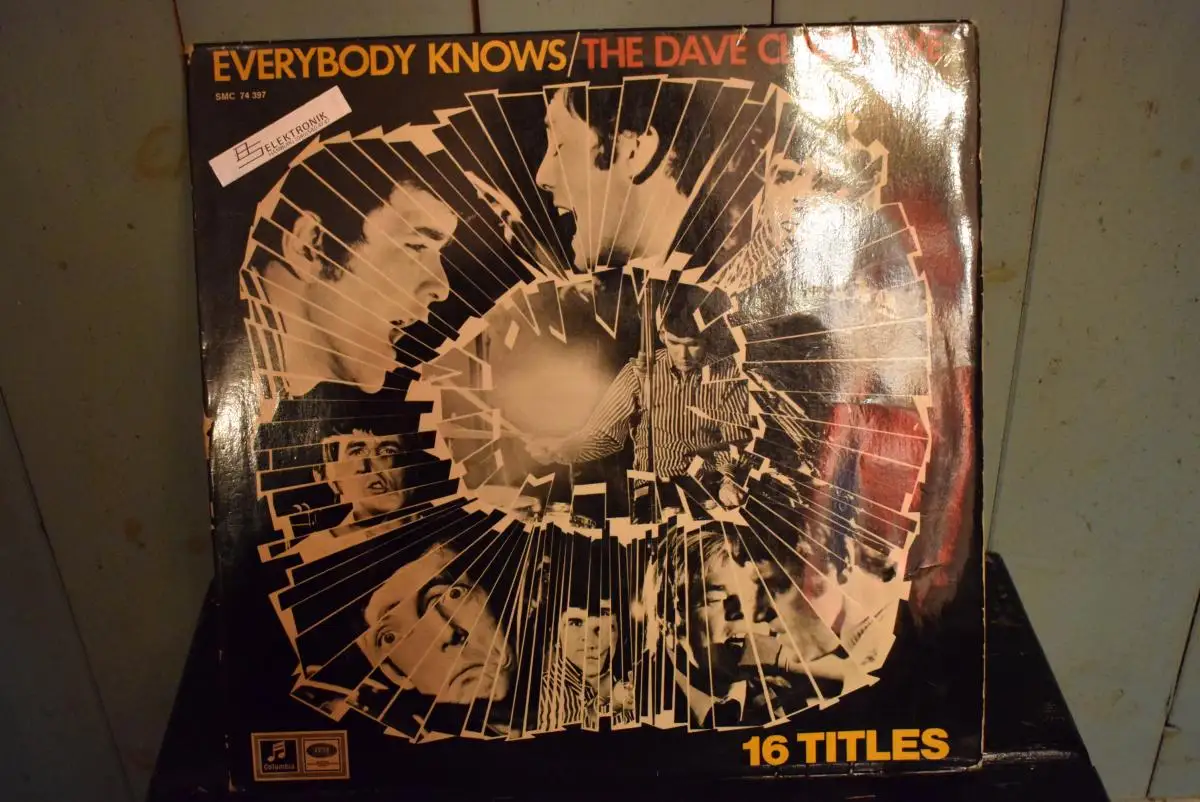 EVERYBODY KNOWS/THE DAVE
SMC 74 397
ELEKTRONIK
16 TITLES
Columbia